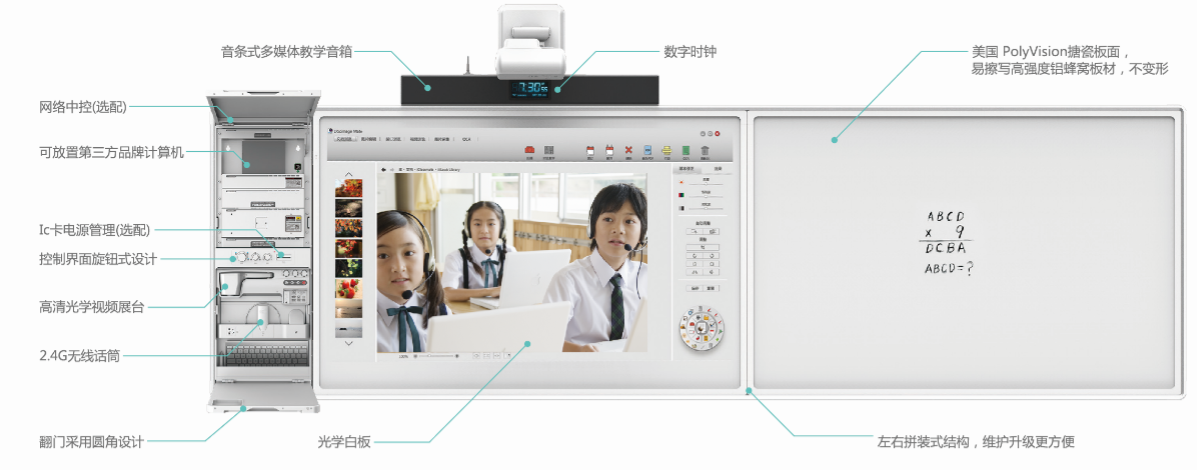 音条式多媒体教学音箱
数字时钟
美国 PolyVision搪瓷板面，
易擦写高强度铝蜂窝板材，不变形
网络中控(选配)
7:30
可放置第三方品牌计算机
Ic卡电源管理(选配)
控制界面旋钮式设计
高清光学视频展台
2.4G无线话筒
翻门采用圆角设计
光学白板
左右拼装式结构，维护升级更方便
ABCD
x 9
DCBA
ABCD=?